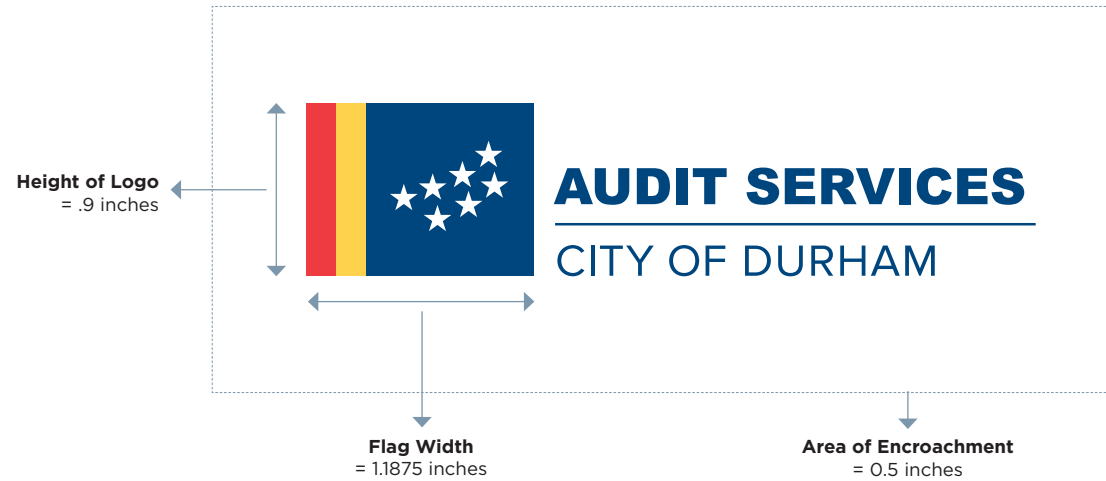 Height of Logo
= .9 inches
AUDIT SERVICES
CITY OF DURHAM
Flag Width
= 1.1875 inches
Area of Encroachment
= 0.5 inches